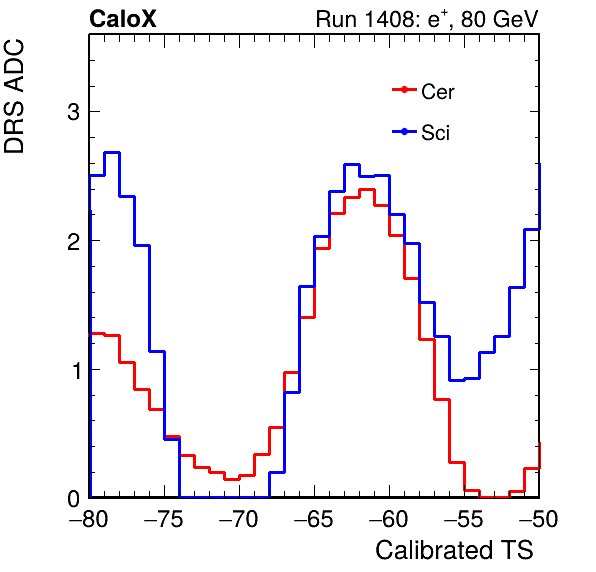 CaloX Run 1408: e⁺, 80 GeV
DRS ADC
Cer
Sci
3
2
1
0
−80 −75 −70 −65 −60 −55 −50
Calibrated TS